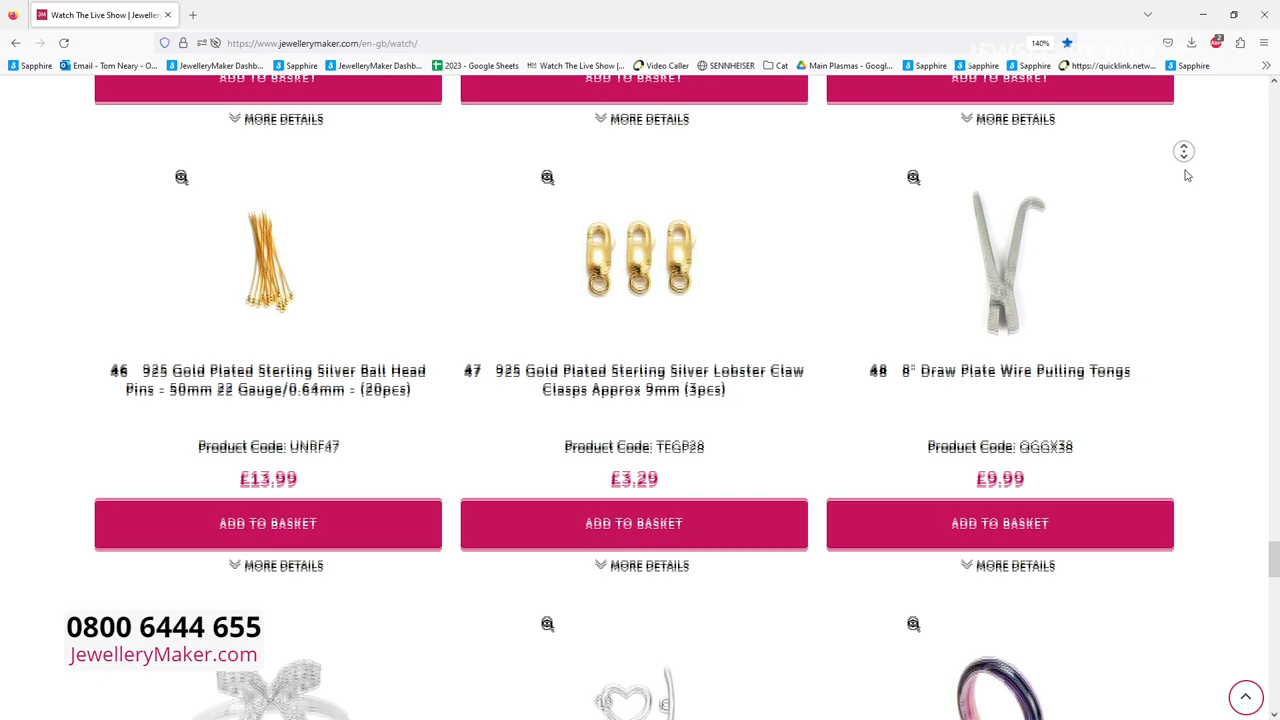 Watch The Live Show | Jeweller
https://www.jewellerymaker.com/en-gb/watch/
140%
2
Sapphire
Email - Tom Neary - O...
JewelleryMaker Dashb...
Sapphire
JewelleryMaker Dashb...
2023 - Google Sheets
Watch The Live Show |...
Video Caller
SENNHEISER
Cat
Main Plasmas - Googl...
Sapphire
Sapphire
Sapphire
https://quicklink.netw...
Sapphire
ADD TO BASKET
ADD TO BASKET
ADD TO BASKET
MORE DETAILS
MORE DETAILS
MORE DETAILS
46 925 Gold Plated Sterling Silver Ball Head
Pins - 50mm 22 Gauge/0.64mm - (20pcs)
47 925 Gold Plated Sterling Silver Lobster Claw
Clasps Approx 9mm (3pcs)
48 8" Draw Plate Wire Pulling Tongs
Product Code: UNRF47
Product Code: TEGP28
Product Code: QGGX38
£13.99
£3.29
£9.99
ADD TO BASKET
ADD TO BASKET
ADD TO BASKET
MORE DETAILS
MORE DETAILS
MORE DETAILS
0800 6444 655
JewelleryMaker.com